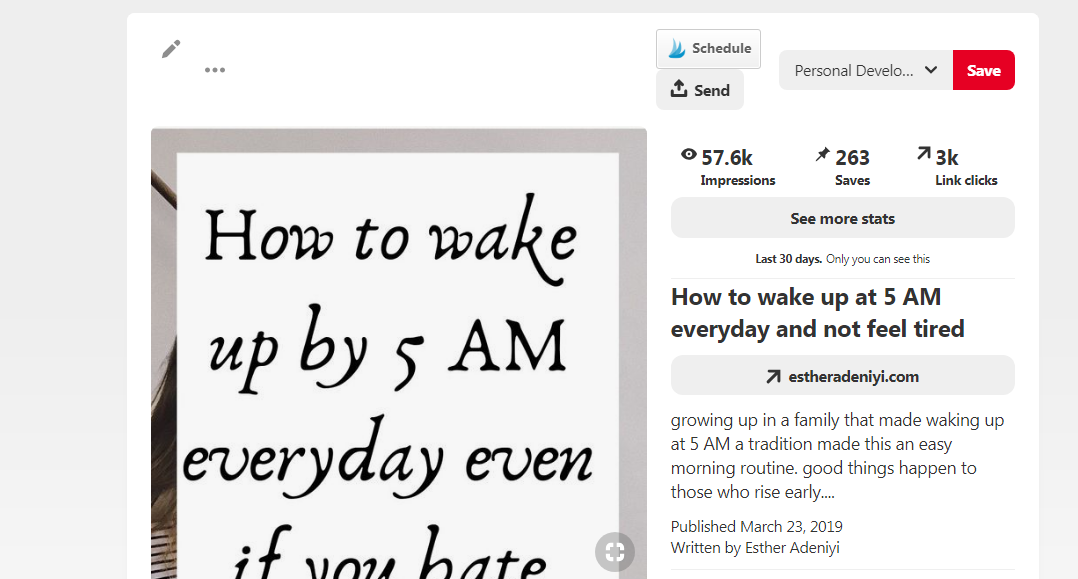 Schedule
Send
Personal Develo...
Save
57.6k
Impressions
263
Saves
3k
Link clicks
See more stats
Last 30 days. Only you can see this
How to wake up at 5 AM
everyday and not feel tired
estheradeniyi.com
growing up in a family that made waking up
at 5 AM a tradition made this an easy
morning routine. good things happen to
those who rise early....
Published March 23, 2019
Written by Esther Adeniyi
How to wake
up by 5 AM
everyday even
if you hate